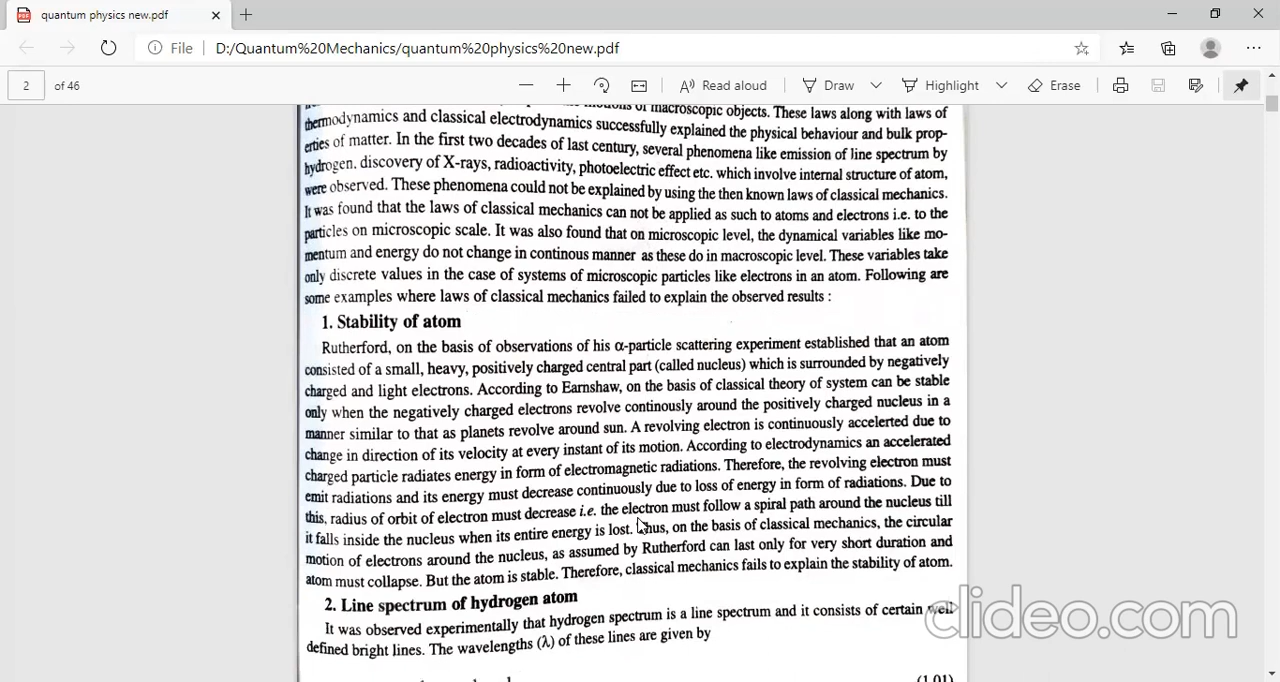 quantum physics new.pdf
File
D:/Quantum%20Mechanics/quantum%20physics%20new.pdf
2 of 46
Read aloud
Draw
Highlight
Erase
of macroscopic objects. These laws along with laws of
thermodynamics and classical electrodynamics successfully explained the physical behaviour and bulk prop-
erties of matter. In the first two decades of last century, several phenomena like emission of line spectrum by
hydrogen, discovery of X-rays, radioactivity, photoelectric effect etc. which involve internal structure of atom,
were observed. These phenomena could not be explained by using the then known laws of classical mechanics.
It was found that the laws of classical mechanics can not be applied as such to atoms and electrons i.e. to the
particles on microscopic scale. It was also found that on microscopic level, the dynamical variables like mo-
mentum and energy do not change in continous manner as these do in macroscopic level. These variables take
only discrete values in the case of systems of microscopic particles like electrons in an atom. Following are
some examples where laws of classical mechanics failed to explain the observed results :
1. Stability of atom
Rutherford, on the basis of observations of his α-particle scattering experiment established that an atom
consisted of a small, heavy, positively charged central part (called nucleus) which is surrounded by negatively
charged and light electrons. According to Earnshaw, on the basis of classical theory of system can be stable
only when the negatively charged electrons revolve continously around the positively charged nucleus in a
manner similar to that as planets revolve around sun. A revolving electron is continuously accelerted due to
change in direction of its velocity at every instant of its motion. According to electrodynamics an accelerated
charged particle radiates energy in form of electromagnetic radiations. Therefore, the revolving electron must
emit radiations and its energy must decrease continuously due to loss of energy in form of radiations. Due to
this, radius of orbit of electron must decrease i.e. the electron must follow a spiral path around the nucleus till
it falls inside the nucleus when its entire energy is lost. Thus, on the basis of classical mechanics, the circular
motion of electrons around the nucleus, as assumed by Rutherford can last only for very short duration and
atom must collapse. But the atom is stable. Therefore, classical mechanics fails to explain the stability of atom.
2. Line spectrum of hydrogen atom
It was observed experimentally that hydrogen spectrum is a line spectrum and it consists of certain well
defined bright lines. The wavelengths (λ) of these lines are given by
(1.01)
clideo.com